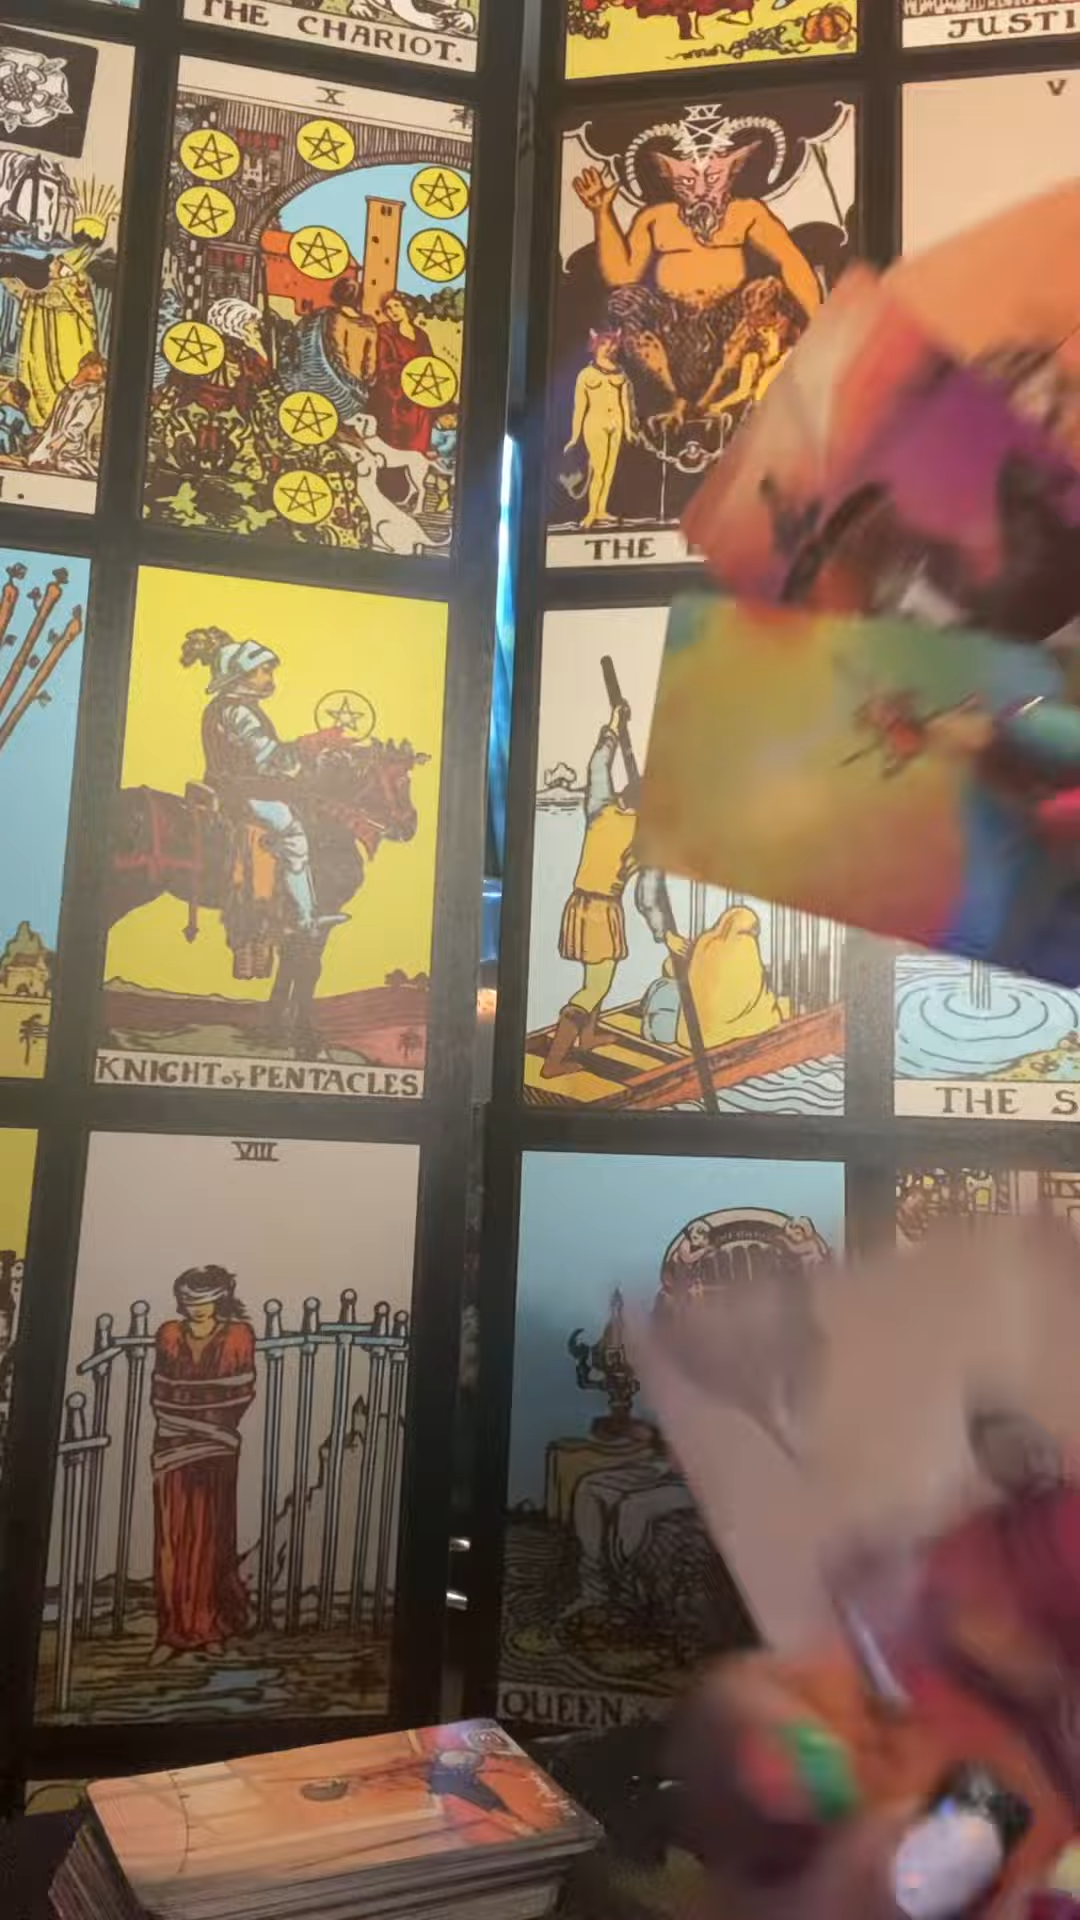 THE CHARIOT.
JUSTI
X
XV
V
I.
THE
KNIGHT of PENTACLES
THE S
VIII
QUEEN